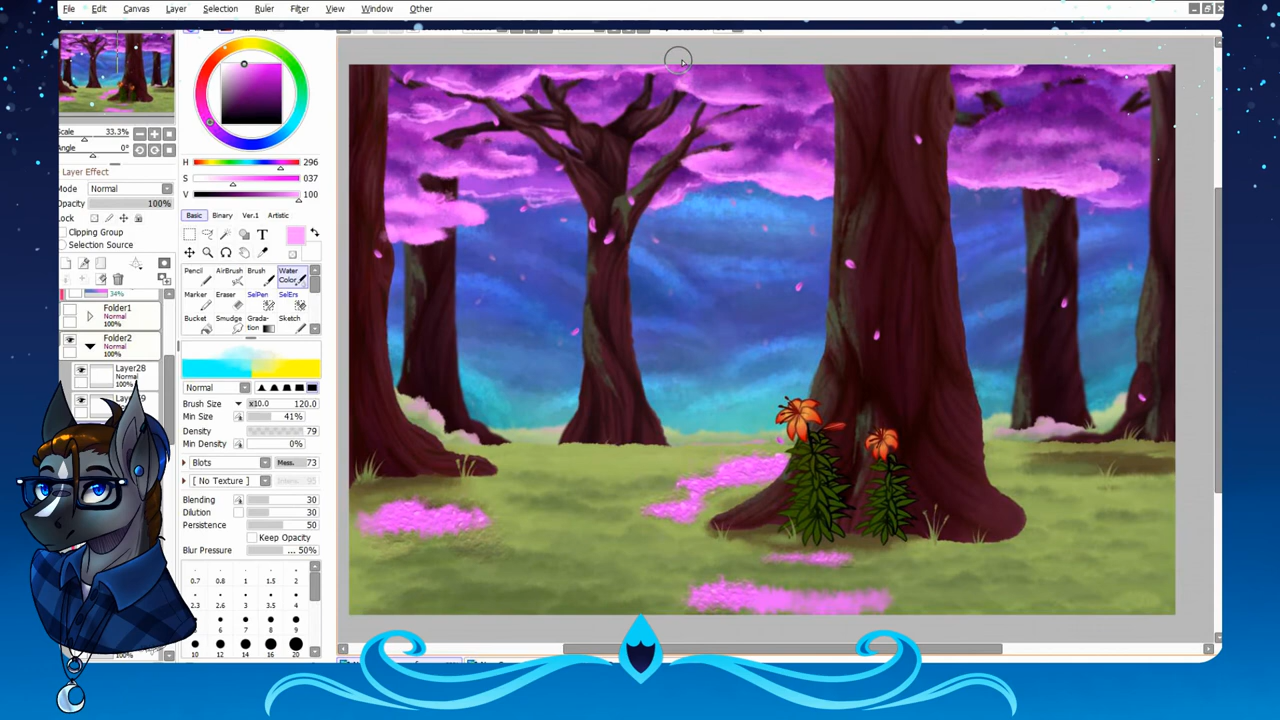 File Edit Canvas Layer Selection Ruler Filter View Window Other
Scale 33.3%
Angle 0°
Layer Effect
Mode Normal
Opacity 100%
Lock
Clipping Group
Selection Source
34%
Folder1
Normal
100%
Folder2
Normal
100%
Layer28
Normal
100%
H 296
S 037
V 100
Basic Binary Ver.1 Artistic
T
Pencil AirBrush Brush Water Color
Marker Eraser SelPen SelErs
Bucket Smudge Grada-tion Sketch
Normal
Brush Size x10.0 120.0
Min Size 41%
Density 79
Min Density 0%
Blots Mess. 73
[ No Texture ] 95
Blending 30
Dilution 30
Persistence 50
Keep Opacity
Blur Pressure ... 50%
0.7 0.8 1 1.5 2
2.3 2.6 3 3.5 4
6 7 8 9
10 12 14 16 20